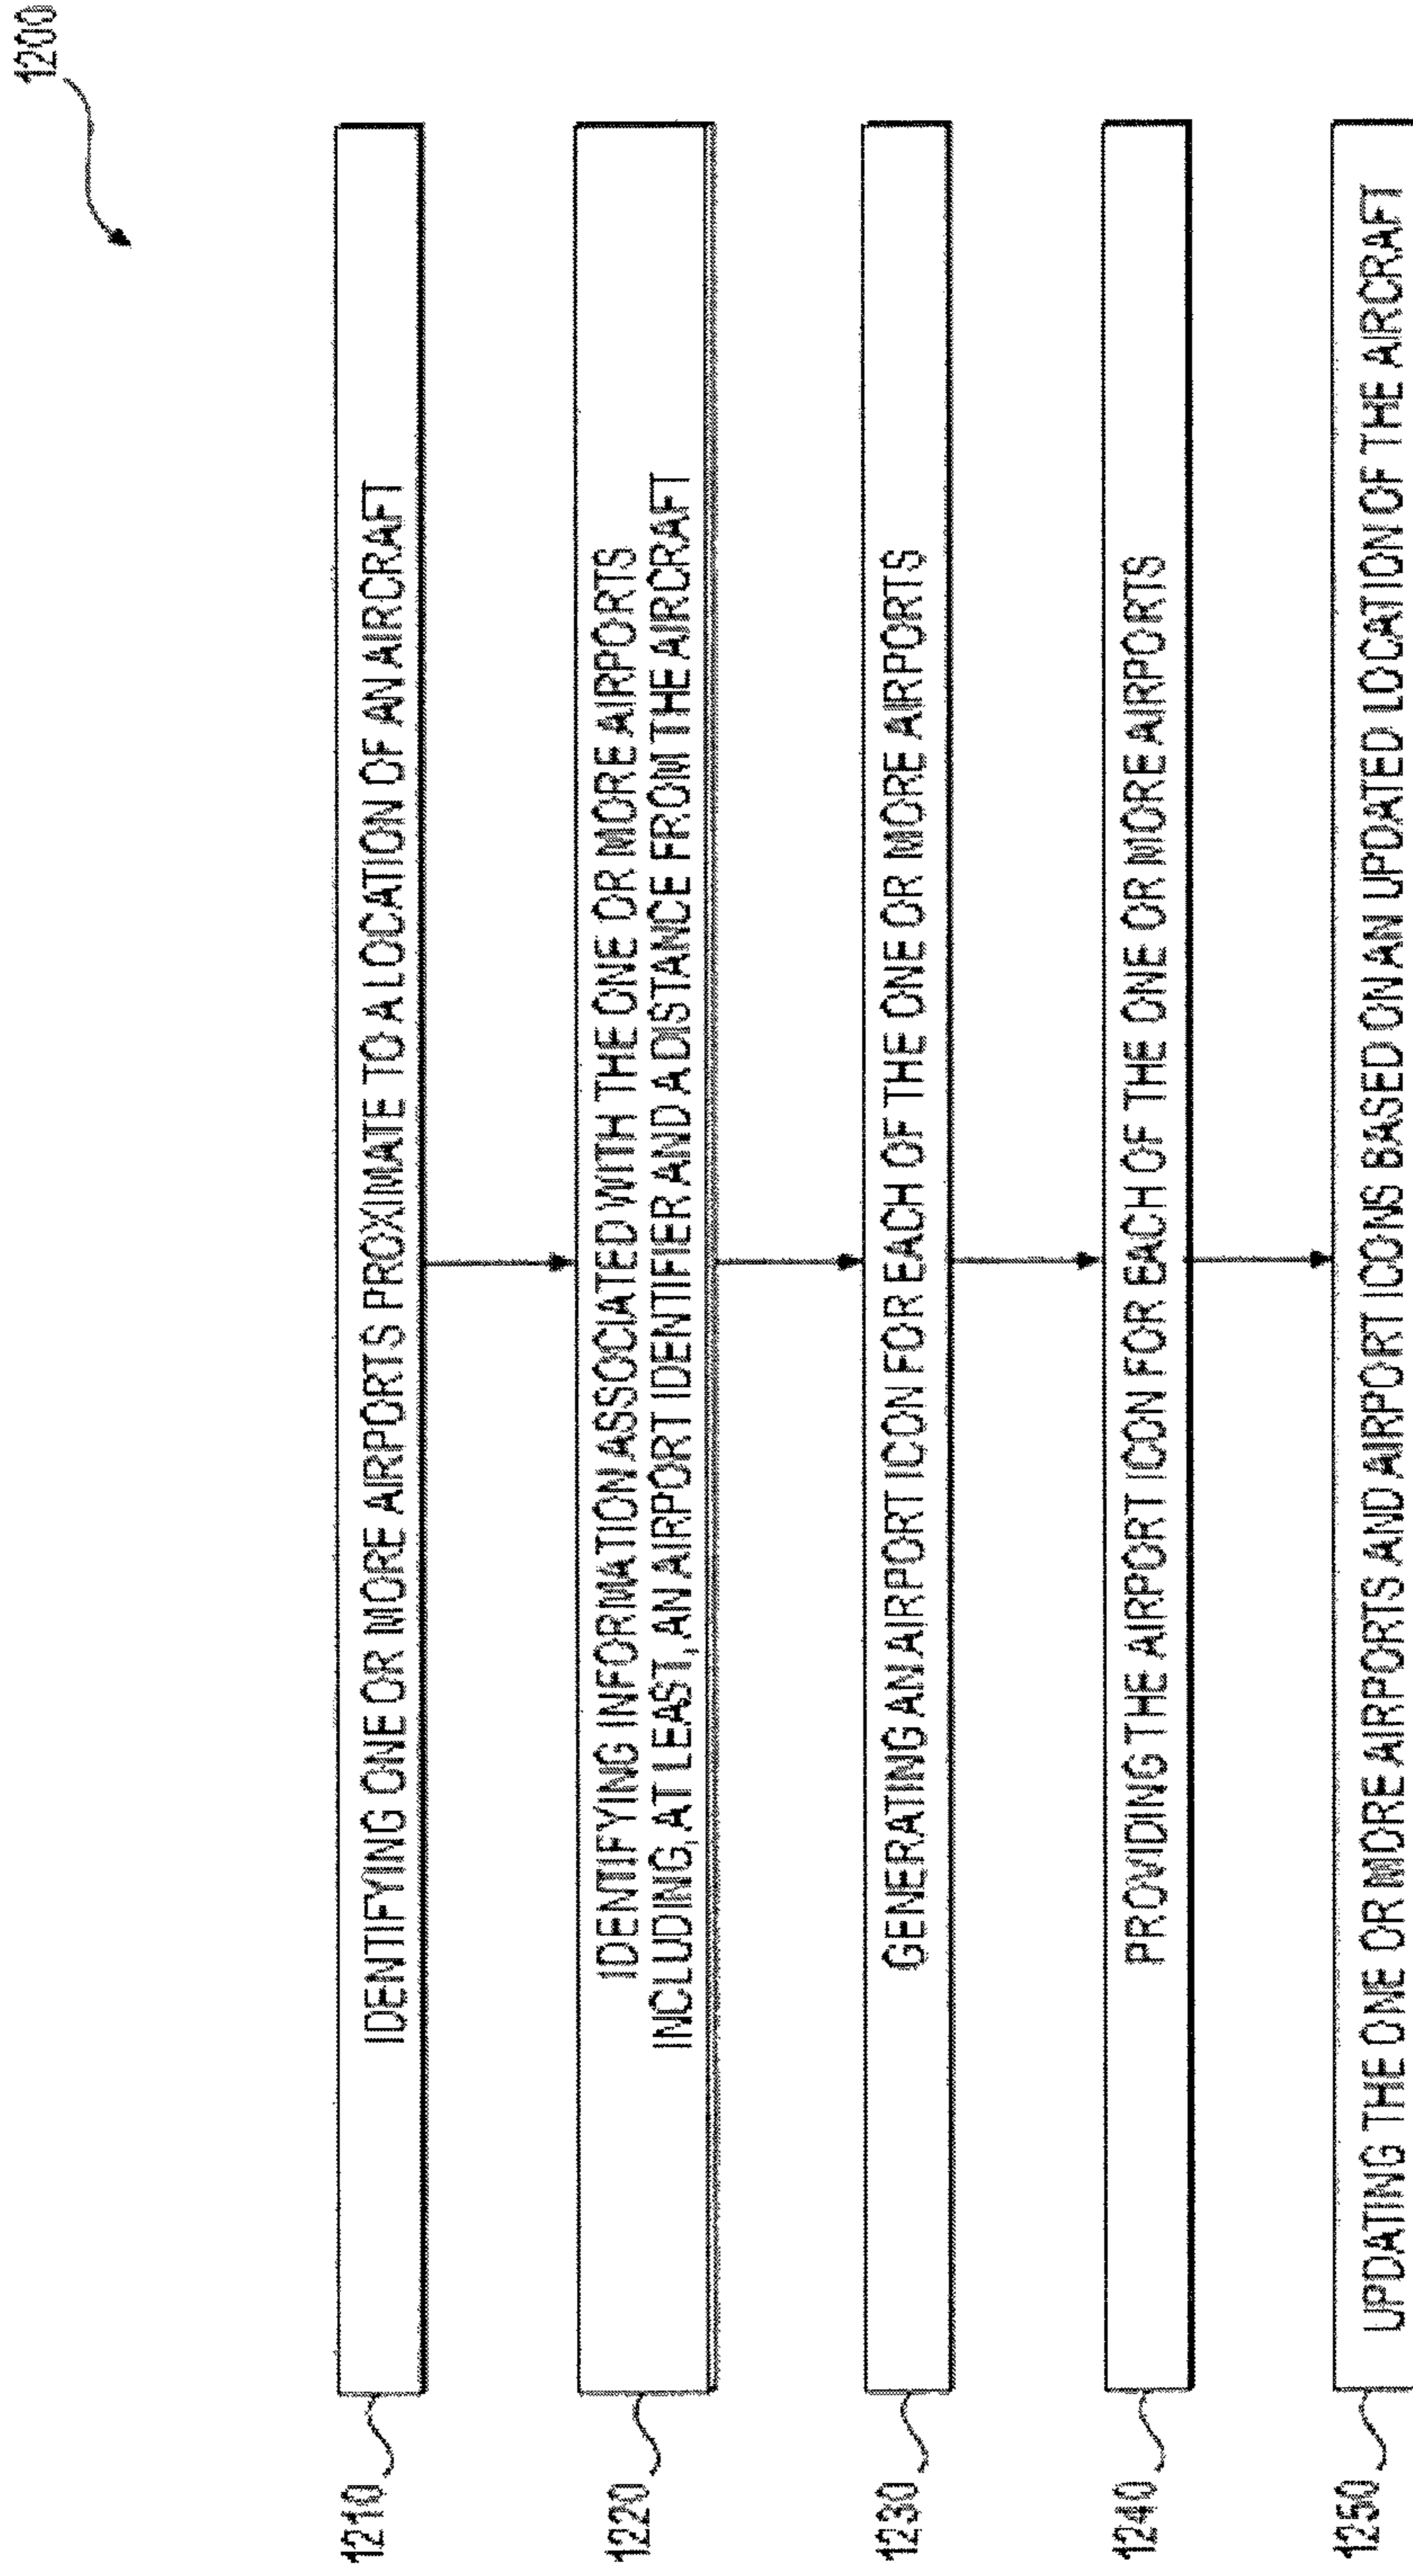 1200
1210
IDENTIFYING ONE OR MORE AIRPORTS PROXIMATE TO A LOCATION OF AN AIRCRAFT
1220
IDENTIFYING INFORMATION ASSOCIATED WITH THE ONE OR MORE AIRPORTS
INCLUDING, AT LEAST, AN AIRPORT IDENTIFIER AND A DISTANCE FROM THE AIRCRAFT
1230
GENERATING AN AIRPORT ICON FOR EACH OF THE ONE OR MORE AIRPORTS
1240
PROVIDING THE AIRPORT ICON FOR EACH OF THE ONE OR MORE AIRPORTS
1250
UPDATING THE ONE OR MORE AIRPORTS AND AIRPORT ICONS BASED ON AN UPDATED LOCATION OF THE AIRCRAFT